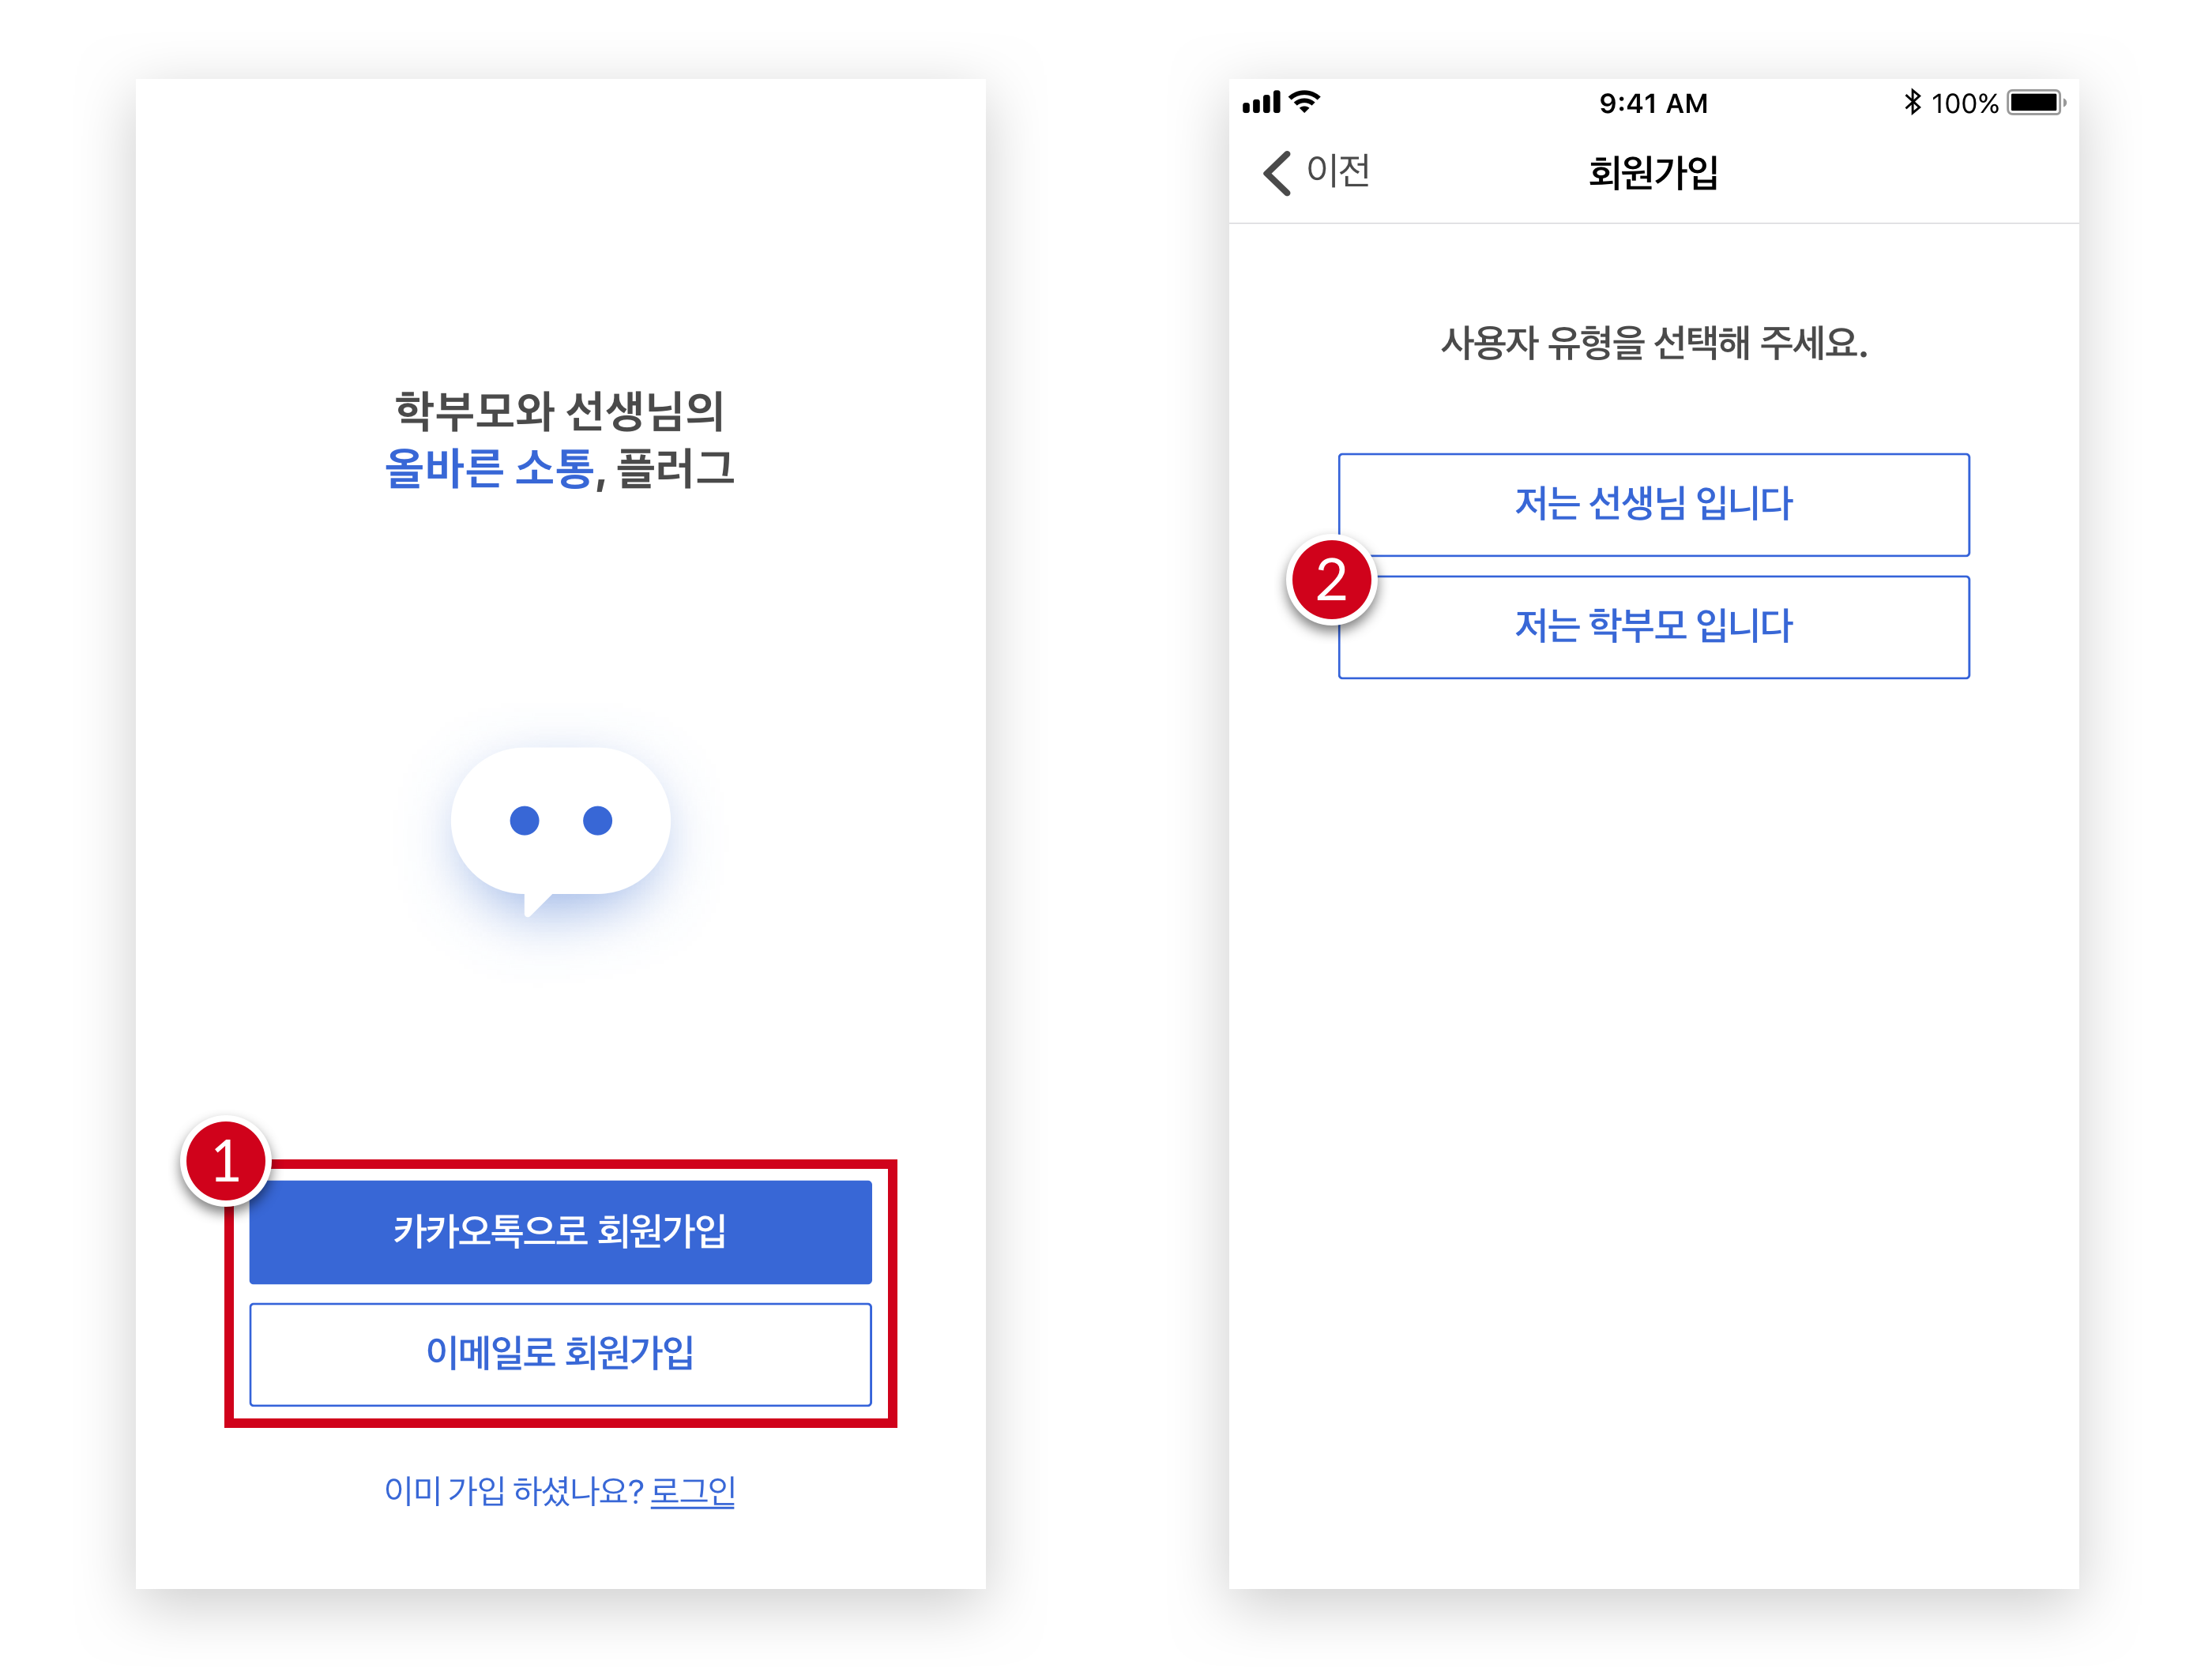 학부모와 선생님의
올바른 소통, 플러그
1
카카오톡으로 회원가입
이메일로 회원가입
이미 가입 하셨나요? 로그인
9:41 AM
100%
이전
회원가입
사용자 유형을 선택해 주세요.
저는 선생님 입니다
2
저는 학부모 입니다